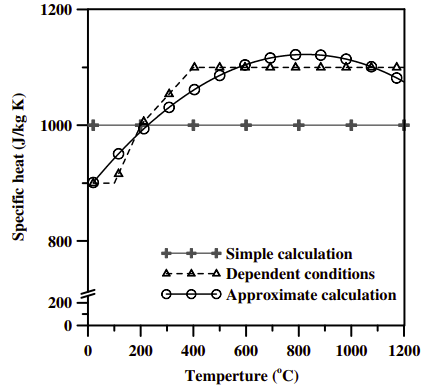 1200
1000
800
200
0
Specific heat (J/kg K)
Simple calculation
Dependent conditions
Approximate calculation
0 200 400 600 800 1000 1200
Temperture (°C)